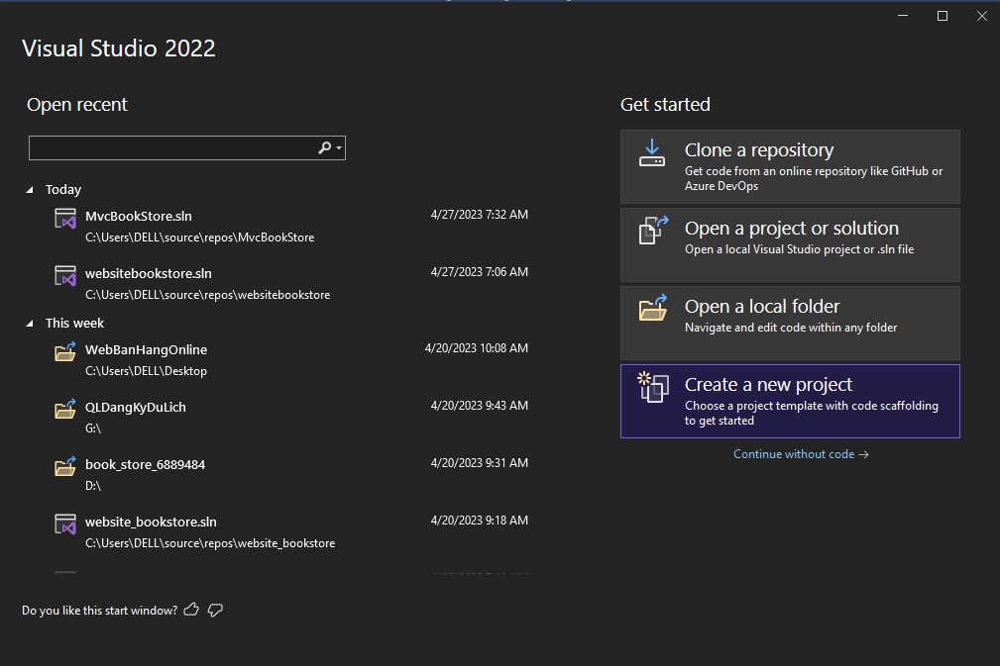 Visual Studio 2022
Open recent
Today
MvcBookStore.sln 4/27/2023 7:32 AM
C:\Users\DELL\source\repos\MvcBookStore
websitebookstore.sln 4/27/2023 7:06 AM
C:\Users\DELL\source\repos\websitebookstore
This week
WebBanHangOnline 4/20/2023 10:08 AM
C:\Users\DELL\Desktop
QLDangKyDuLich 4/20/2023 9:43 AM
G:\
book_store_6889484 4/20/2023 9:31 AM
D:\
website_bookstore.sln 4/20/2023 9:18 AM
C:\Users\DELL\source\repos\website_bookstore
Do you like this start window?
Get started
Clone a repository
Get code from an online repository like GitHub or
Azure DevOps
Open a project or solution
Open a local Visual Studio project or .sln file
Open a local folder
Navigate and edit code within any folder
Create a new project
Choose a project template with code scaffolding
to get started
Continue without code →